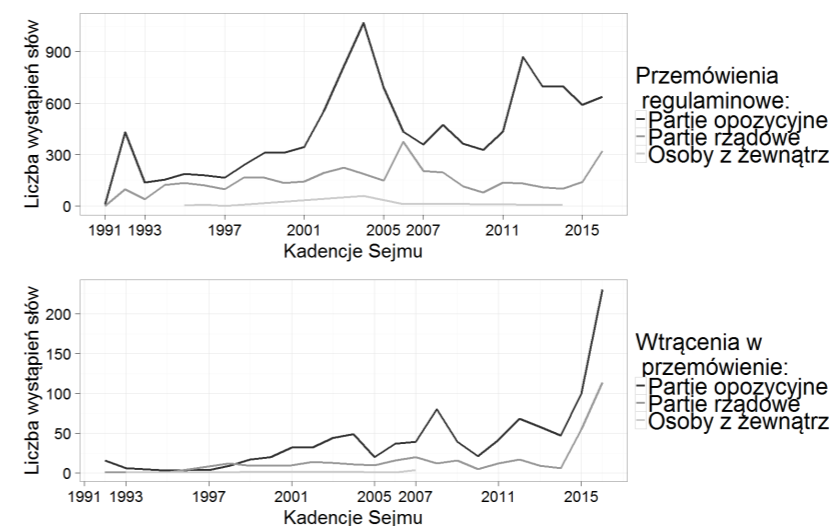 Liczba wystąpień słów
900
600
300
0
1991 1993 1997 2001 2005 2007 2011 2015
Kadencje Sejmu
Przemówienia
regulaminowe:
Partie opozycyjne
Partie rządowe
Osoby z zewnątrz
Liczba wystąpień słów
200
150
100
50
0
1991 1993 1997 2001 2005 2007 2011 2015
Kadencje Sejmu
Wtrącenia w
przemówienie:
Partie opozycyjne
Partie rządowe
Osoby z zewnątrz